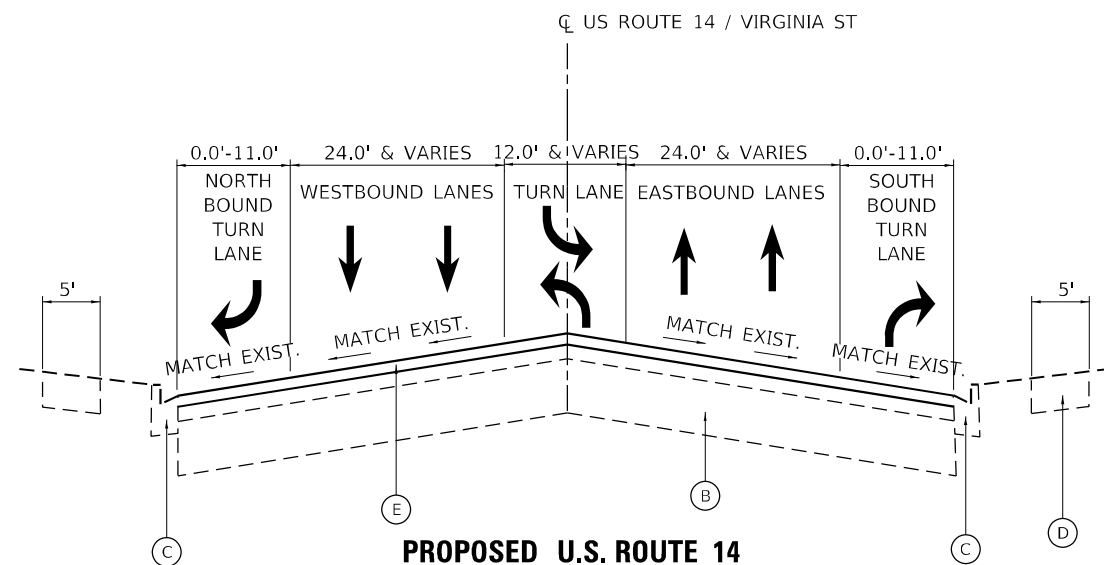 ℄ US ROUTE 14 / VIRGINIA ST
0.0'-11.0'
24.0' & VARIES
12.0' & VARIES
24.0' & VARIES
0.0'-11.0'
NORTH
BOUND
TURN
LANE
WESTBOUND LANES
TURN LANE
EASTBOUND LANES
SOUTH
BOUND
TURN
LANE
5'
5'
MATCH EXIST.
MATCH EXIST.
MATCH EXIST.
MATCH EXIST.
E
B
D
C
C
PROPOSED U.S. ROUTE 14